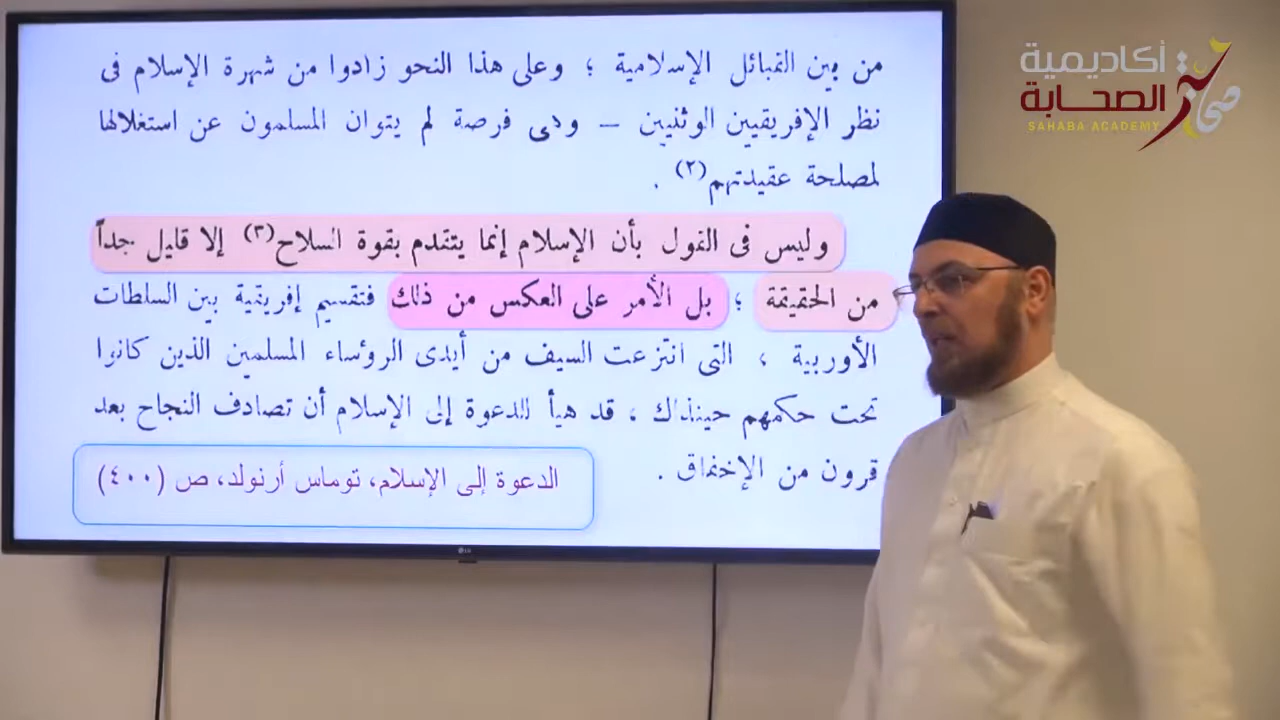 من بين القبائل الإسلامية ؛ وعلى هذا النحو زادوا من شهرة الإسلام فى
نظر الإفريقيين الوثنيين – وهى فرصة لم يتوان المسلمون عن استغلالها
لمصلحة عقيدتهم(٢) .
وليس فى القول بأن الإسلام إنما يتقدم بقوة السلاح(٣) إلا قليل جداً
من الحقيقة ؛ بل الأمر على العكس من ذلك فتقسيم إفريقية بين السلطات
الأوربية ، التى انتزعت السيف من أيدى الرؤساء المسلمين الذين كانوا
تحت حكمهم حينذاك ، قد هيأ للدعوة إلى الإسلام أن تصادف النجاح بعد
قرون من الإخفاق .
الدعوة إلى الإسلام، توماس أرنولد، ص (٤٠٠)
أكاديمية
الصحابة
SAHABA ACADEMY
LG